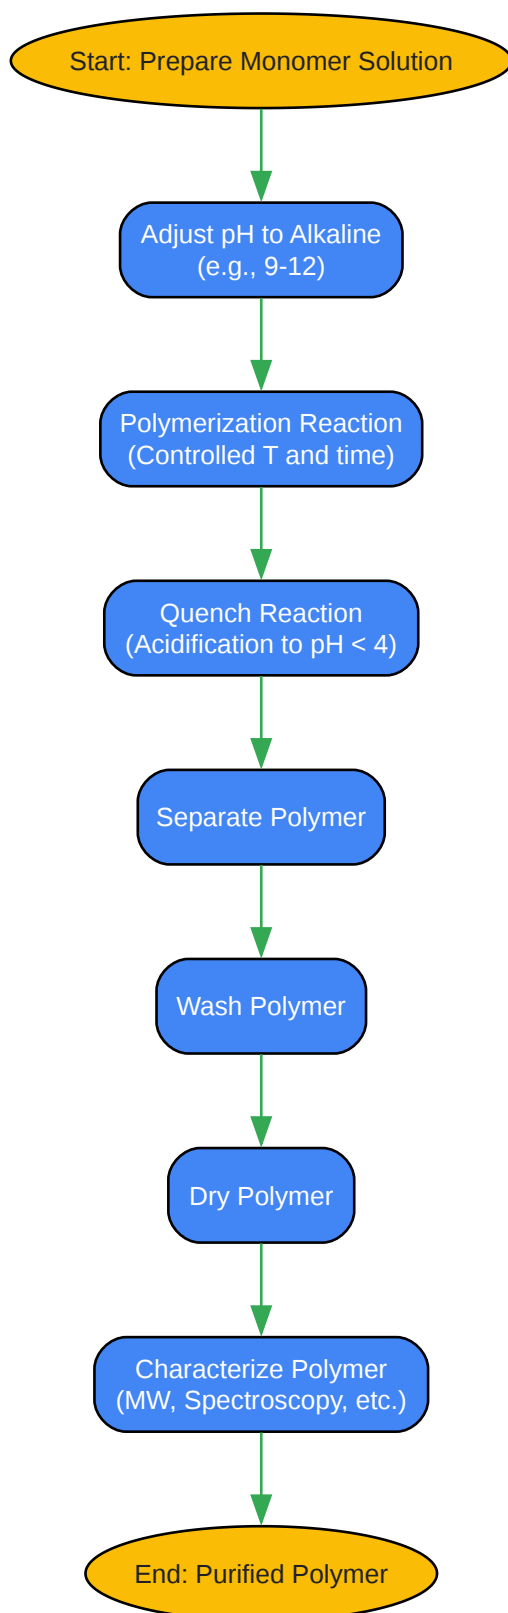 Start: Prepare Monomer Solution
Adjust pH to Alkaline
(e.g., 9-12)
Polymerization Reaction
(Controlled T and time)
Quench Reaction
(Acidification to pH < 4)
Separate Polymer
Wash Polymer
Dry Polymer
Characterize Polymer
(MW, Spectroscopy, etc.)
End: Purified Polymer